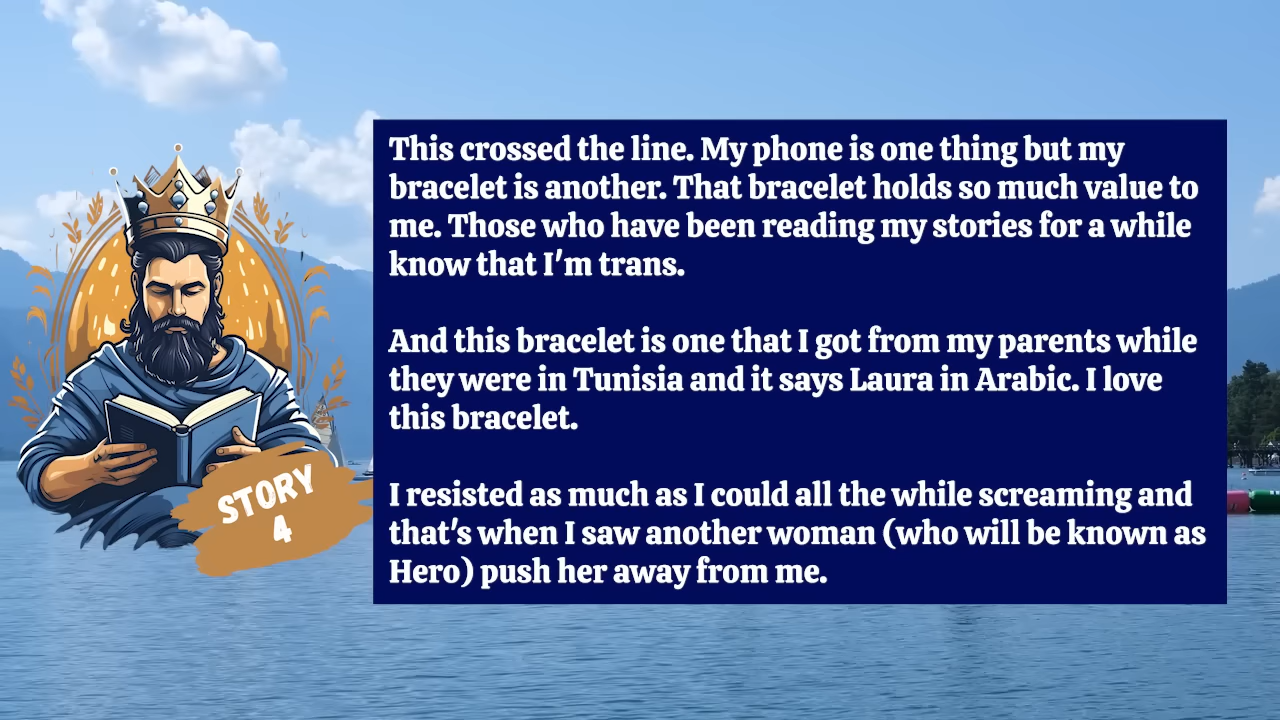 This crossed the line. My phone is one thing but my
bracelet is another. That bracelet holds so much value to
me. Those who have been reading my stories for a while
know that I'm trans.
And this bracelet is one that I got from my parents while
they were in Tunisia and it says Laura in Arabic. I love
this bracelet.
I resisted as much as I could all the while screaming and
that's when I saw another woman (who will be known as
Hero) push her away from me.
STORY
4